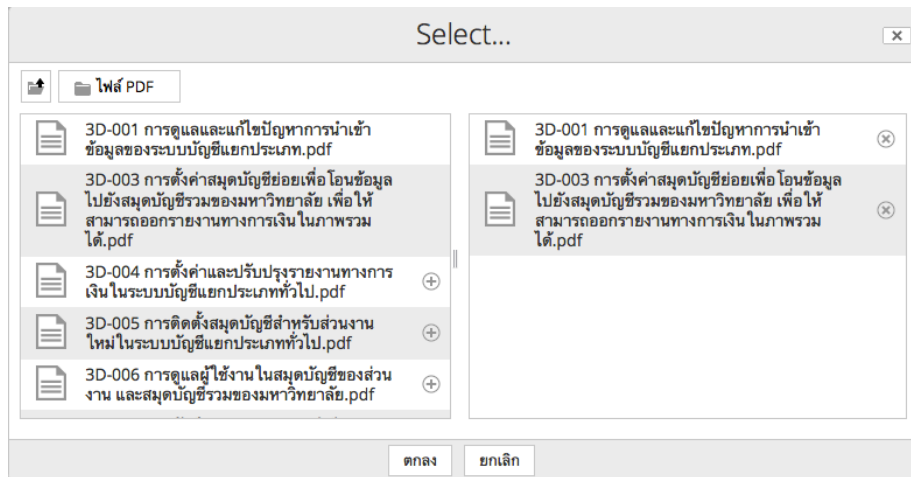 Select...
ไฟล์ PDF
3D-001 การดูแลและแก้ไขปัญหาการนำเข้า
ข้อมูลของระบบบัญชีแยกประเภท.pdf
3D-003 การตั้งค่าสมุดบัญชีย่อยเพื่อโอนข้อมูล
ไปยังสมุดบัญชีรวมของมหาวิทยาลัย เพื่อให้
สามารถออกรายงานทางการเงินในภาพรวม
ได้.pdf
3D-004 การตั้งค่าและปรับปรุงรายงานทางการ
เงินในระบบบัญชีแยกประเภททั่วไป.pdf
3D-005 การติดตั้งสมุดบัญชีสำหรับส่วนงาน
ใหม่ในระบบบัญชีแยกประเภททั่วไป.pdf
3D-006 การดูแลผู้ใช้งานในสมุดบัญชีของส่วน
งาน และสมุดบัญชีรวมของมหาวิทยาลัย.pdf
3D-001 การดูแลและแก้ไขปัญหาการนำเข้า
ข้อมูลของระบบบัญชีแยกประเภท.pdf
3D-003 การตั้งค่าสมุดบัญชีย่อยเพื่อโอนข้อมูล
ไปยังสมุดบัญชีรวมของมหาวิทยาลัย เพื่อให้
สามารถออกรายงานทางการเงินในภาพรวม
ได้.pdf
ตกลง
ยกเลิก